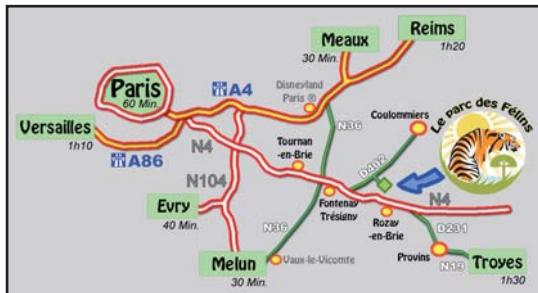 Meaux
30 Min.
Reims
1h20
Paris
60 Min.
A4
Disneyland
Paris ®
Coulommiers
Le Parc des Félins
Versailles
1h10
A86
N4
N36
Tournan
-en-Brie
D402
N104
Evry
40 Min.
Fontenay
Trésigny
Rozay
-en-Brie
N4
N36
D231
Melun
30 Min.
Vaux-le-Vicomte
Provins
N19
Troyes
1h30